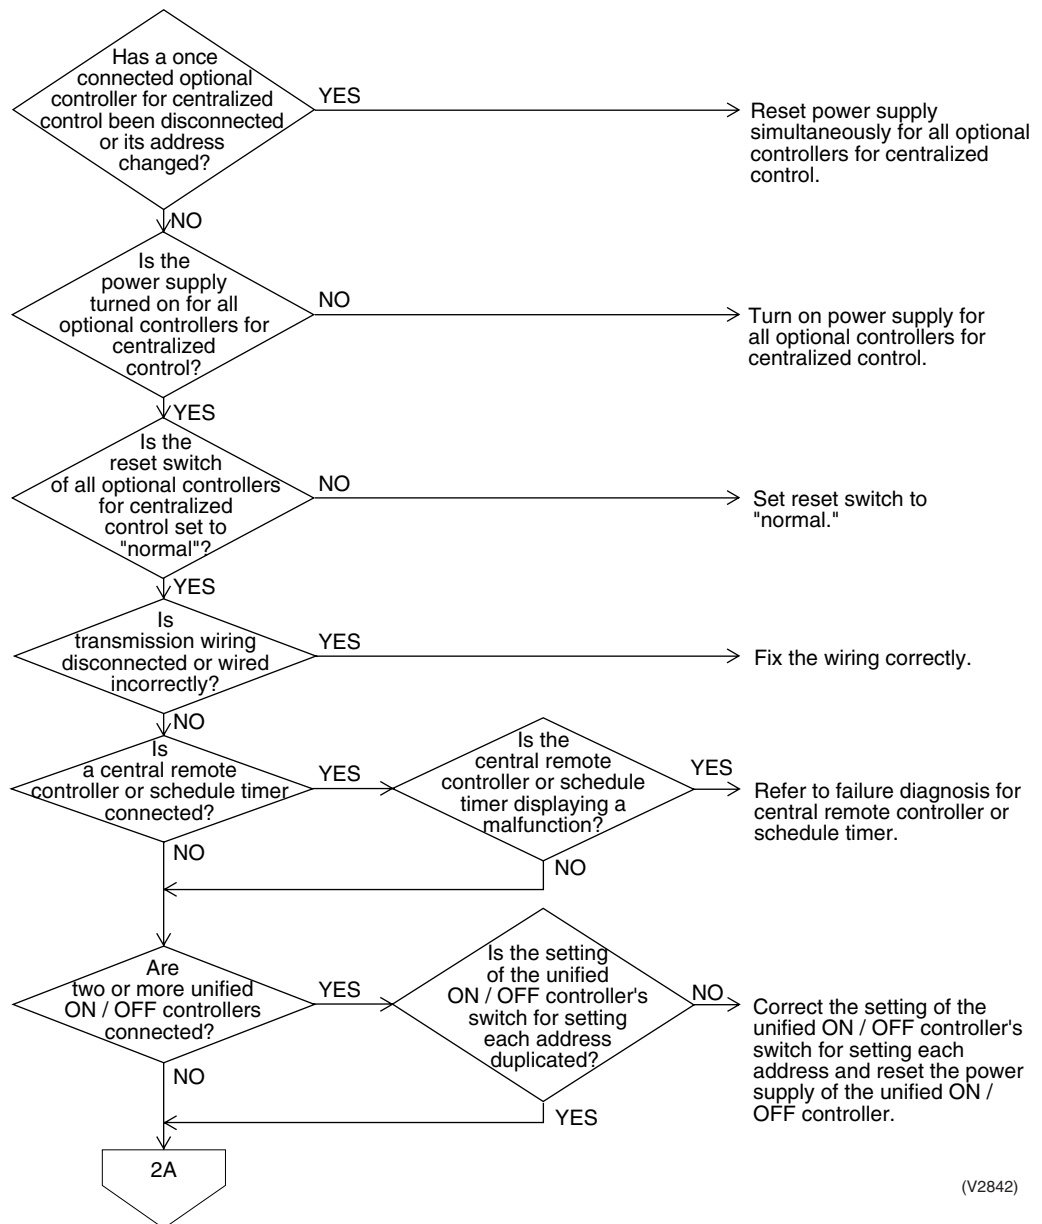 Has a once
connected optional
controller for centralized
control been disconnected
or its address
changed?
YES
Reset power supply
simultaneously for all optional
controllers for centralized
control.
NO
Is the
power supply
turned on for all
optional controllers for
centralized
control?
NO
Turn on power supply for
all optional controllers for
centralized control.
YES
Is the
reset switch
of all optional controllers
for centralized
control set to
"normal"?
NO
Set reset switch to
"normal."
YES
Is
transmission wiring
disconnected or wired
incorrectly?
YES
Fix the wiring correctly.
NO
Is
a central remote
controller or schedule timer
connected?
YES
Is the
central remote
controller or schedule
timer displaying a
malfunction?
YES
Refer to failure diagnosis for
central remote controller or
schedule timer.
NO
NO
Are
two or more unified
ON / OFF controllers
connected?
YES
Is the setting
of the unified
ON / OFF controller's
switch for setting
each address
duplicated?
NO
Correct the setting of the
unified ON / OFF controller's
switch for setting each
address and reset the power
supply of the unified ON /
OFF controller.
NO
YES
2A
(V2842)